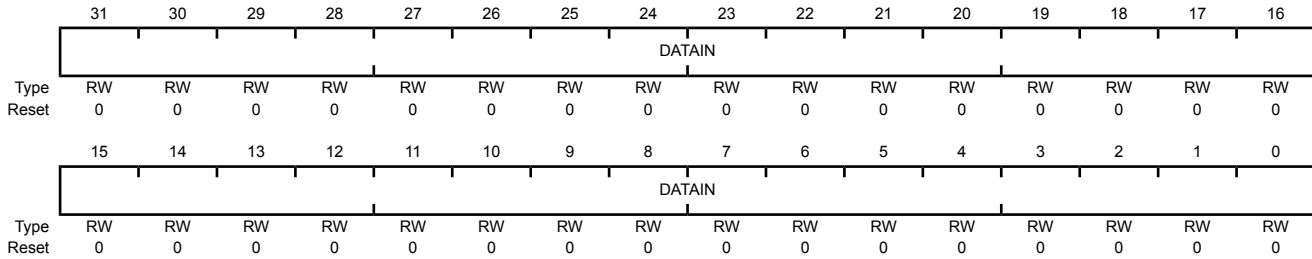 31 30 29 28 27 26 25 24 23 22 21 20 19 18 17 16
DATAIN
Type RW RW RW RW RW RW RW RW RW RW RW RW RW RW RW RW
Reset 0 0 0 0 0 0 0 0 0 0 0 0 0 0 0 0
15 14 13 12 11 10 9 8 7 6 5 4 3 2 1 0
DATAIN
Type RW RW RW RW RW RW RW RW RW RW RW RW RW RW RW RW
Reset 0 0 0 0 0 0 0 0 0 0 0 0 0 0 0 0